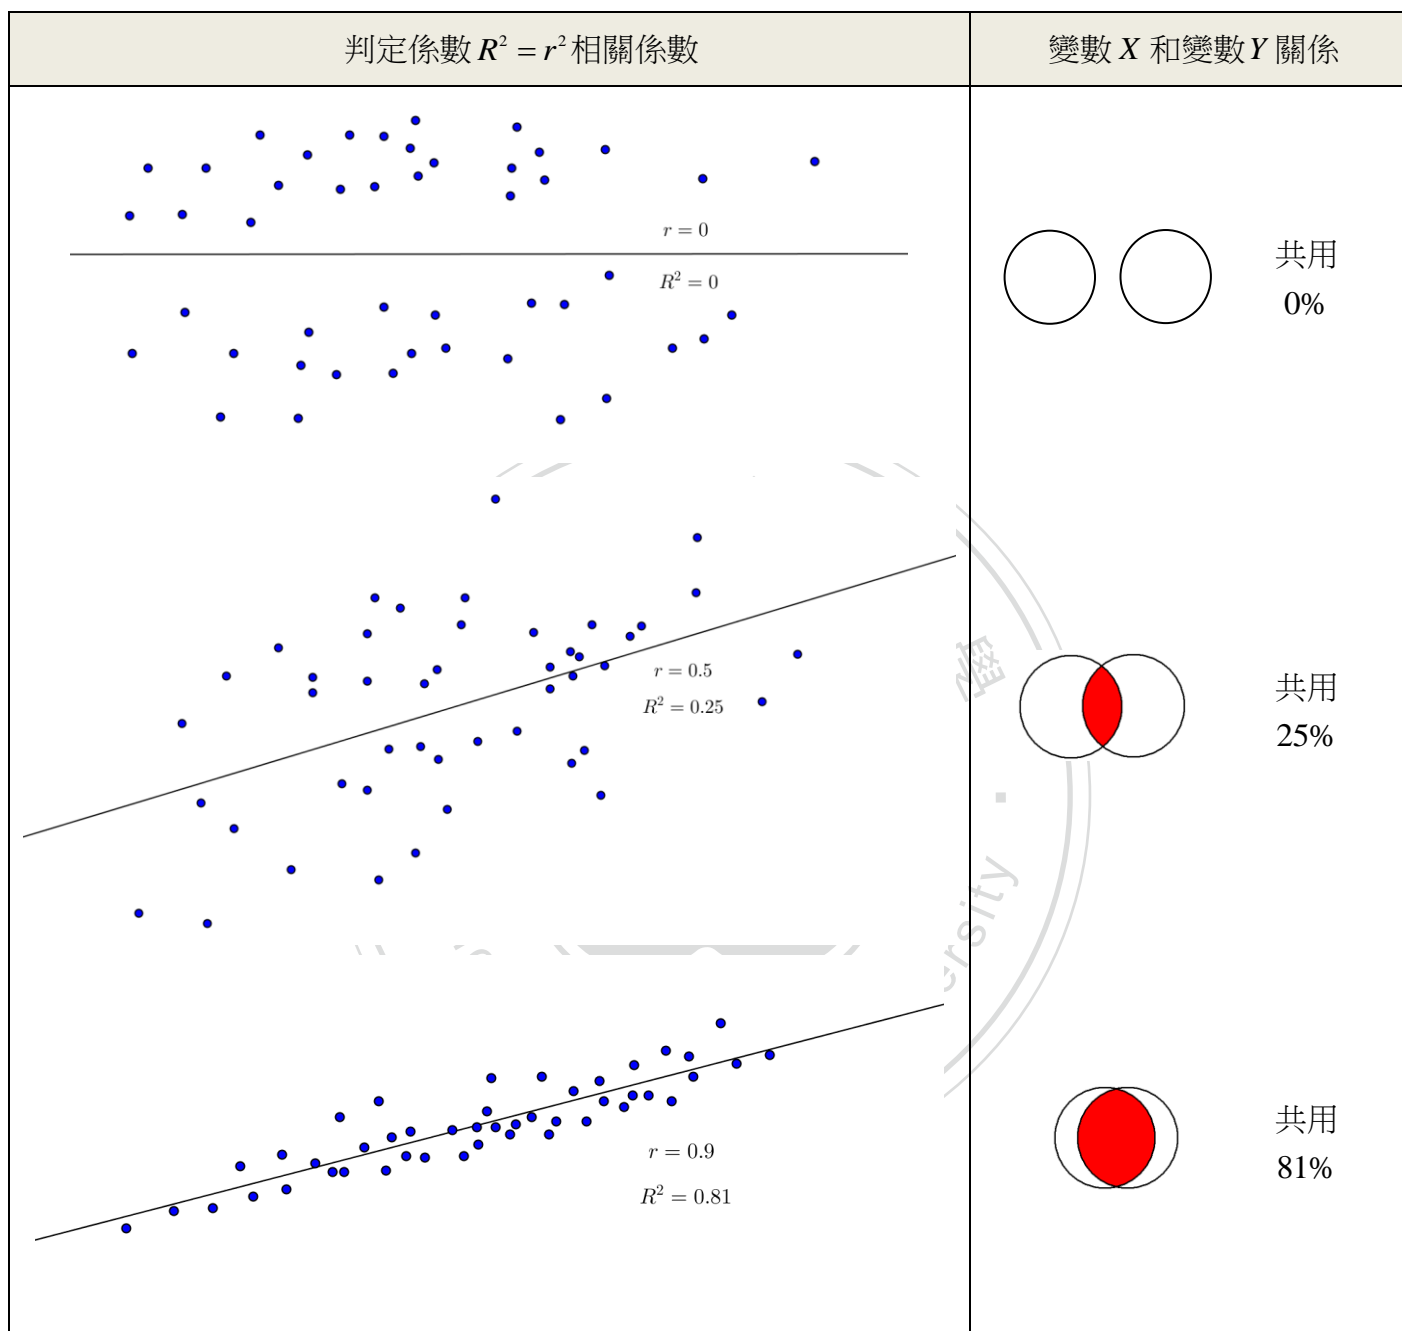 判定係數 R² = r² 相關係數
變數 X 和變數 Y 關係
r = 0
R² = 0
共用
0%
r = 0.5
R² = 0.25
學
共用
25%
ersity
r = 0.9
R² = 0.81
共用
81%